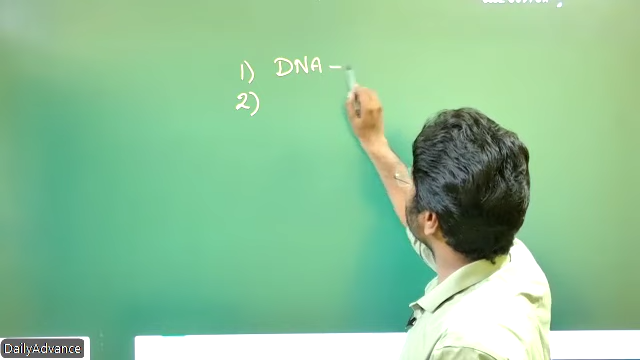 1) DNA –
2)
DailyAdvance